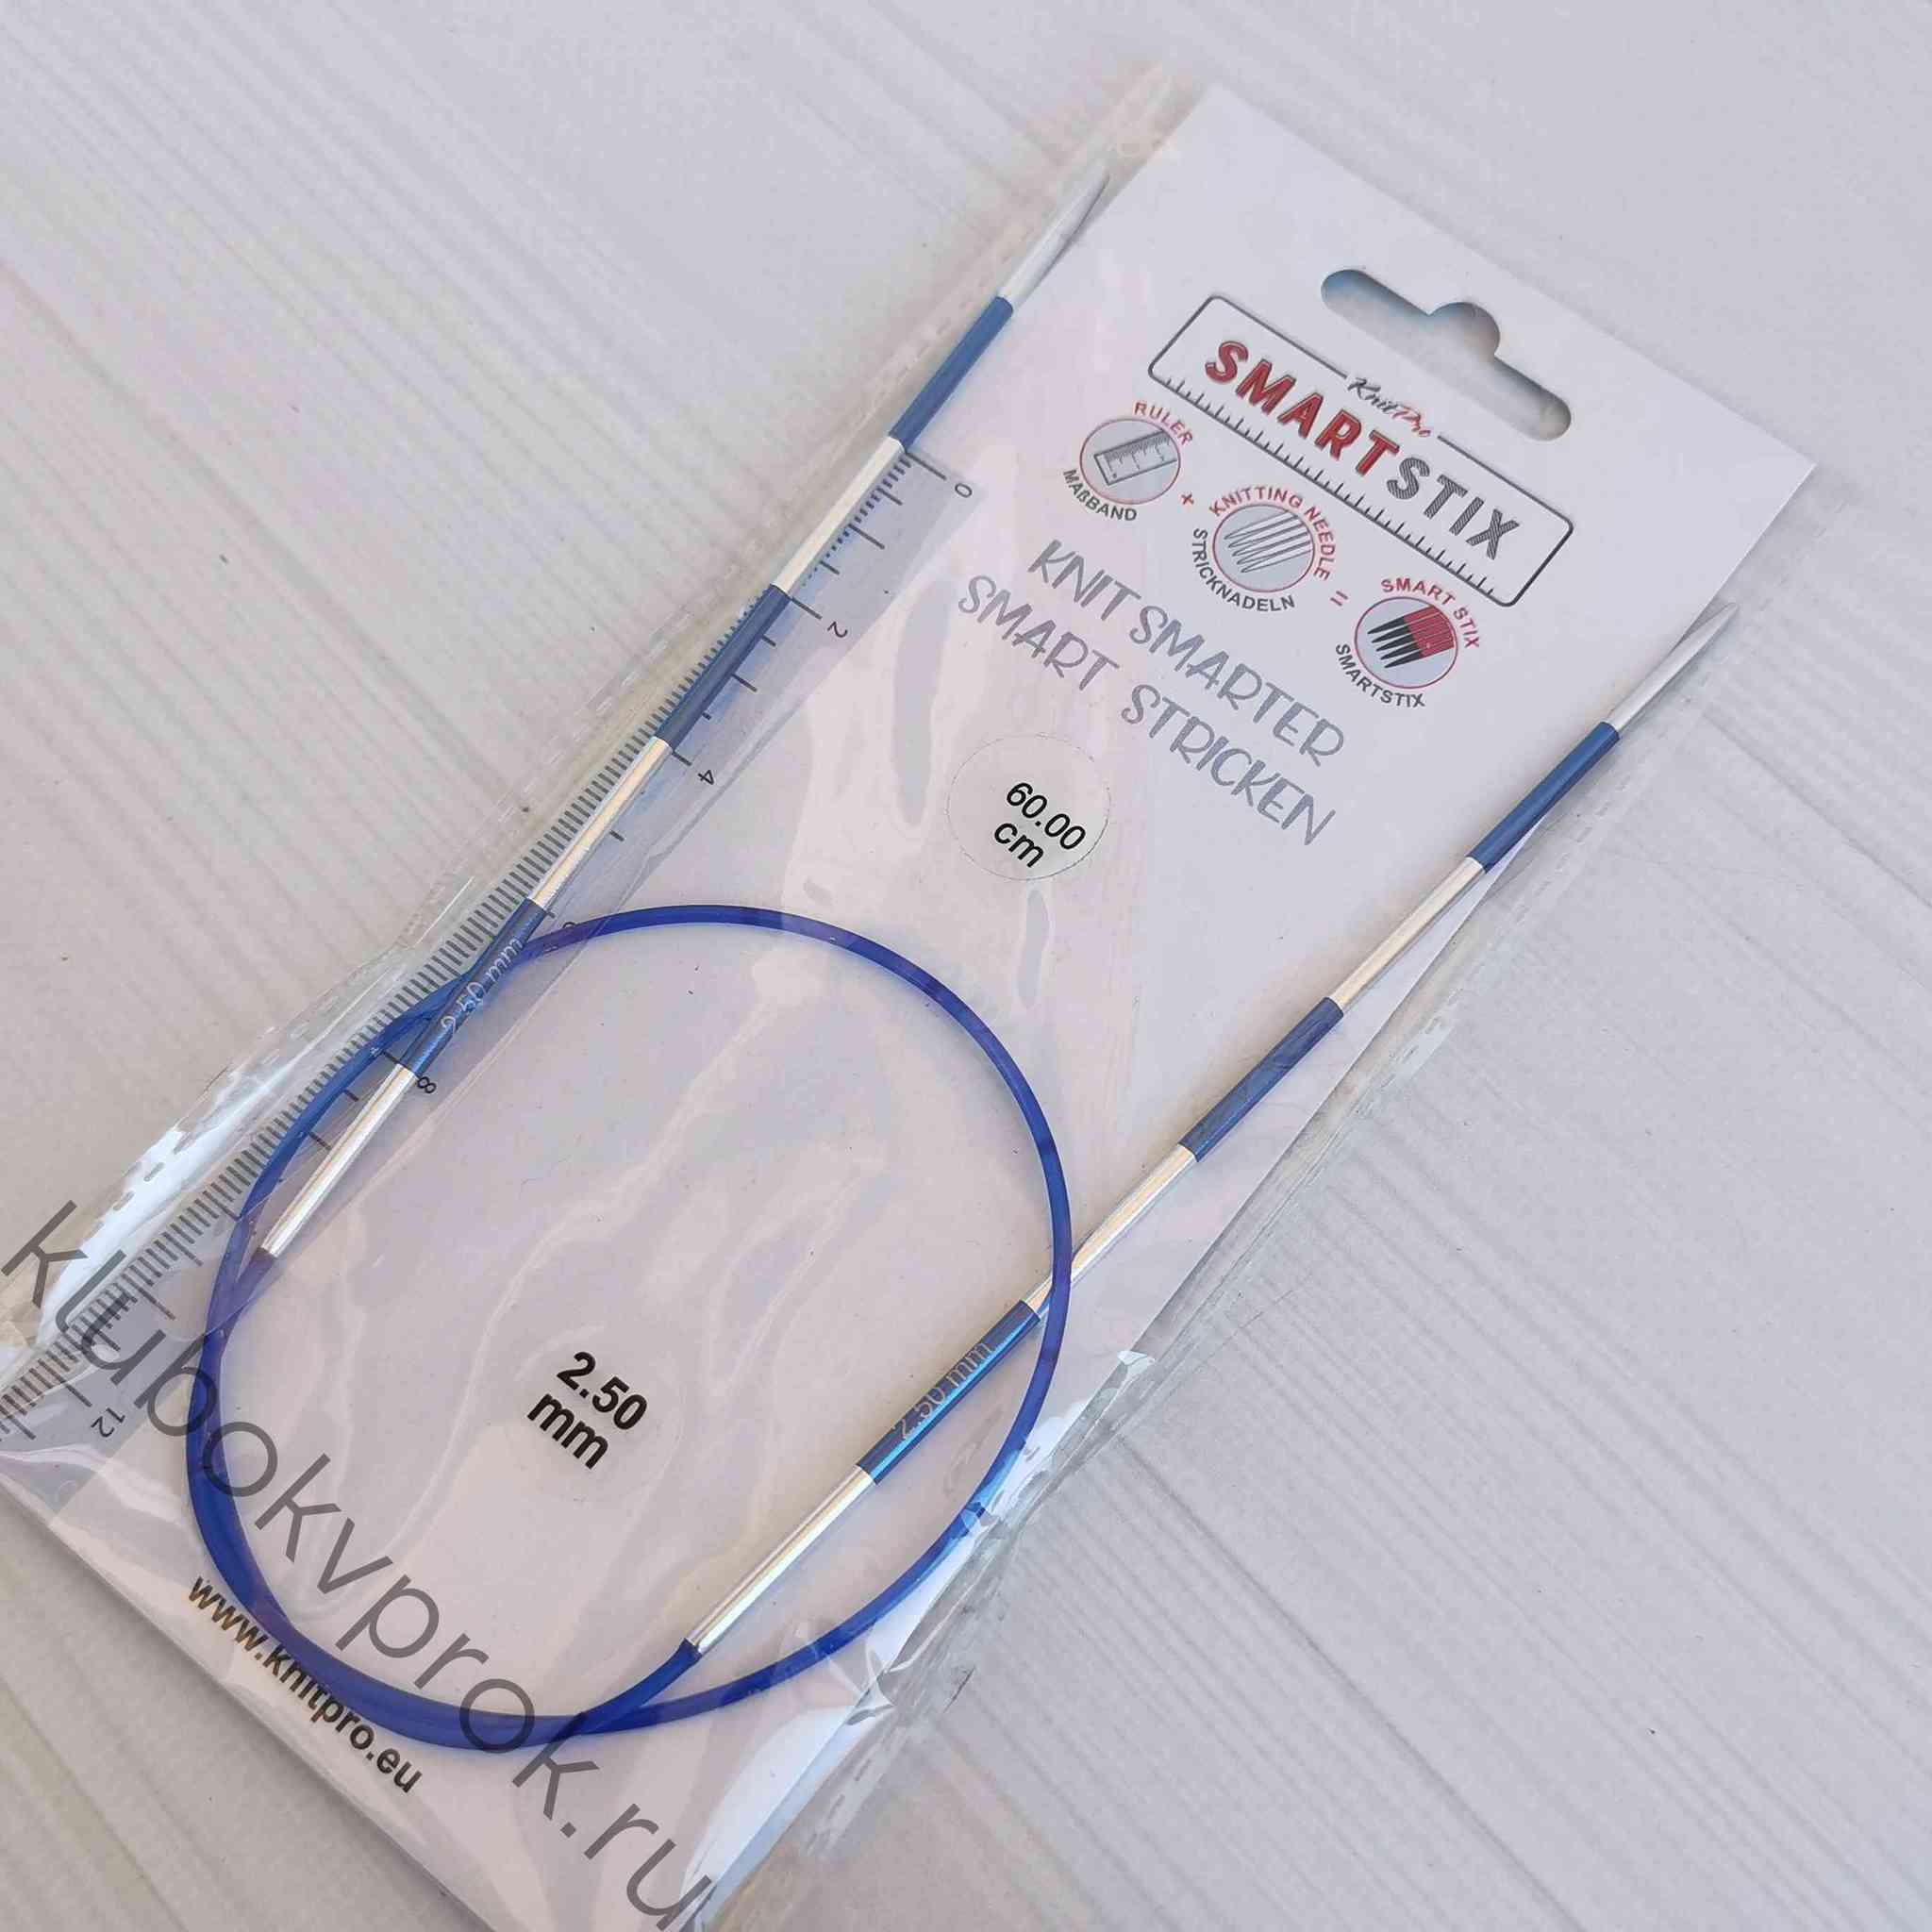 KnitPro
SMARTSTIX
RULER
MAßBAND
+
KNITTING NEEDLE
STRICKNADELN
=
SMART STIX
SMARTSTIX
KNIT SMARTER
SMART STRICKEN
60.00
cm
0
2
4
8
12
2.50 mm
2.50 mm
2.50
mm
www.knitpro.eu
klubokvprok.ru